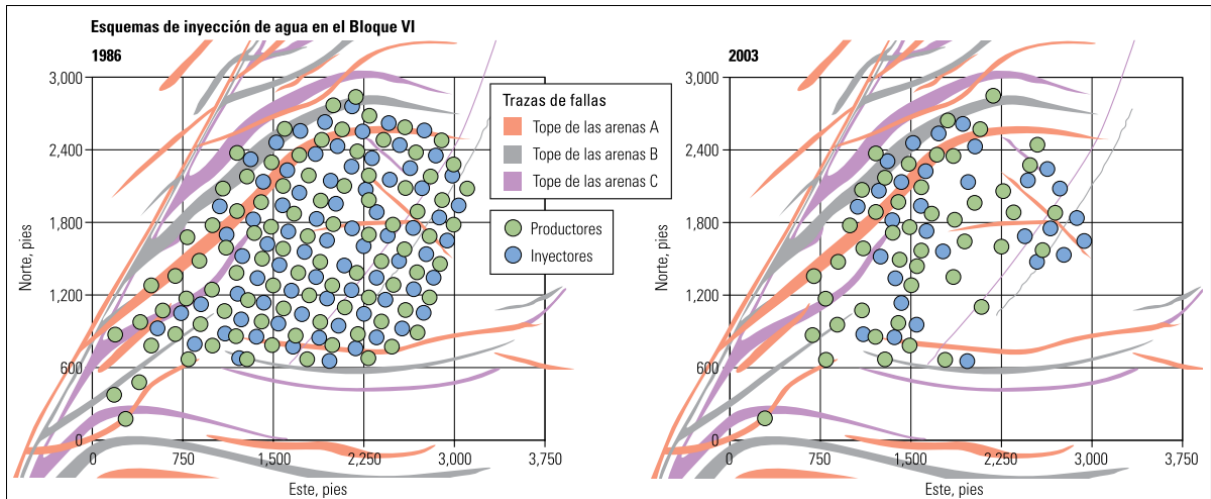 Esquemas de inyección de agua en el Bloque VI
1986
3,000
2,400
1,800
1,200
600
0
Norte, pies
0 750 1,500 2,250 3,000 3,750
Este, pies
Trazas de fallas
Tope de las arenas A
Tope de las arenas B
Tope de las arenas C
Productores
Inyectores
2003
3,000
2,400
1,800
1,200
600
0
Norte, pies
0 750 1,500 2,250 3,000 3,750
Este, pies